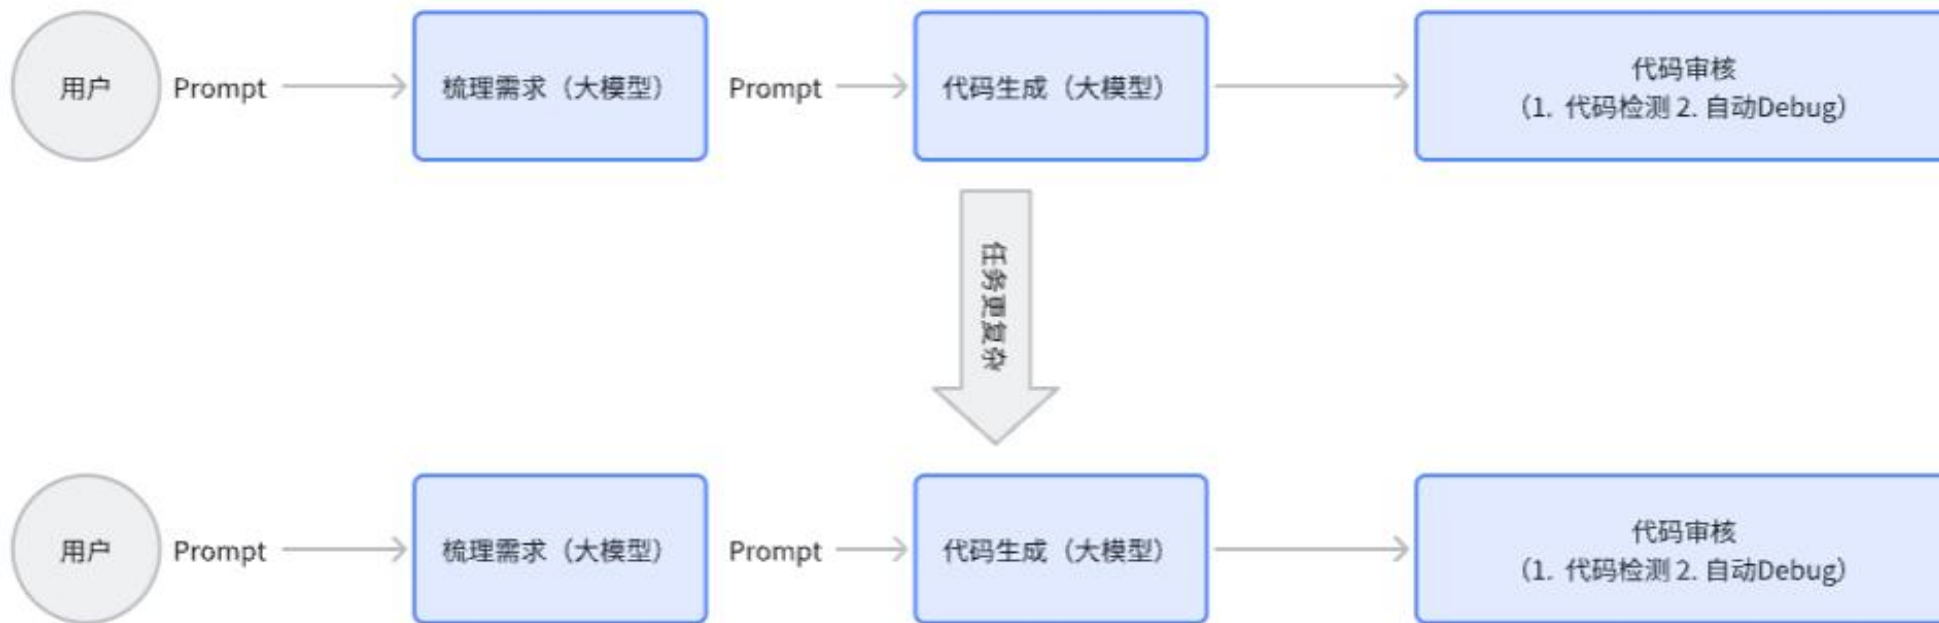 用户
Prompt
梳理需求（大模型）
Prompt
代码生成（大模型）
代码审核
（1. 代码检测 2. 自动Debug）
任务更复杂
用户
Prompt
梳理需求（大模型）
Prompt
代码生成（大模型）
代码审核
（1. 代码检测 2. 自动Debug）